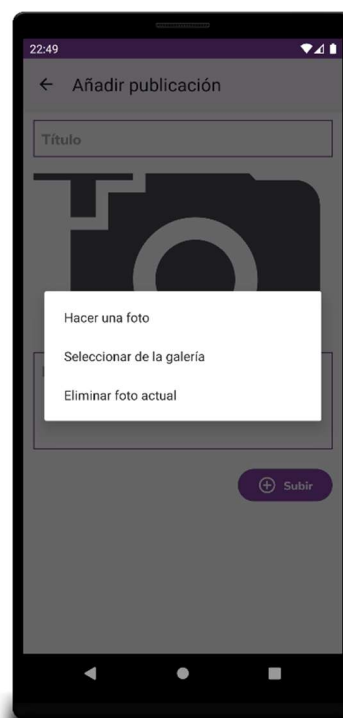 22:49
Añadir publicación
Título
Hacer una foto
Seleccionar de la galería
Eliminar foto actual
Subir